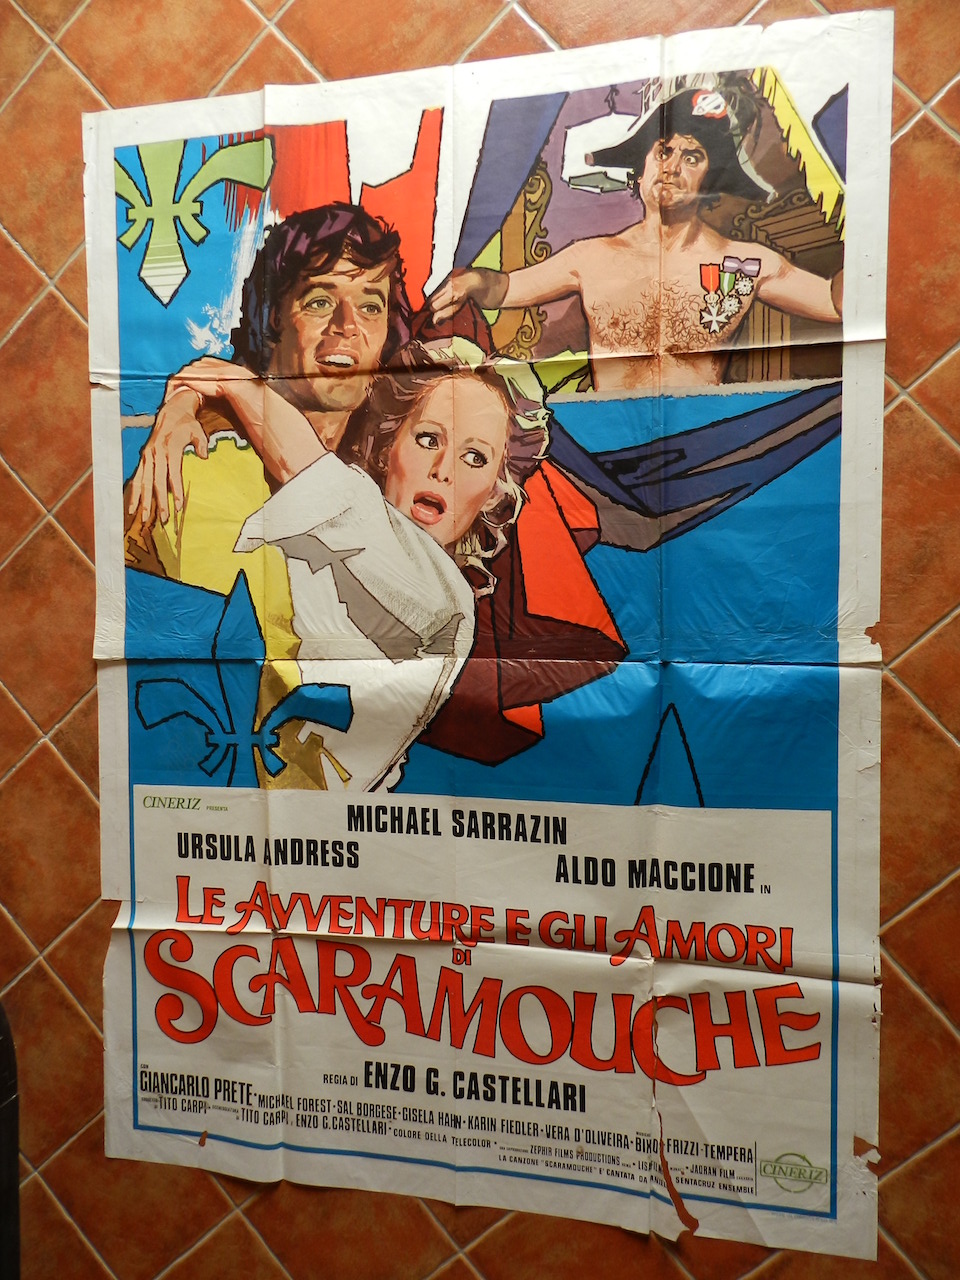 CINERIZ PRESENTA
MICHAEL SARRAZIN
URSULA ANDRESS
ALDO MACCIONE IN
LE AVVENTURE E GLI AMORI
DI
SCARAMOUCHE
REGIA DI ENZO G. CASTELLARI
CON
GIANCARLO PRETE · MICHAEL FOREST · SAL BORGESE · GISELA HAHN · KARIN FIEDLER · VERA D'OLIVEIRA · BIXIO FRIZZI TEMPERA
TITO CARPI TITO CARPI, ENZO G. CASTELLARI · COLORE DELLA TELECOLOR · ZEPHIR FILMS PRODUCTIONS JADRAN FILM
LA CANZONE "SCARAMOUCHE" E' CANTATA DA SENTACRUZ ENSEMBLE
CINERIZ